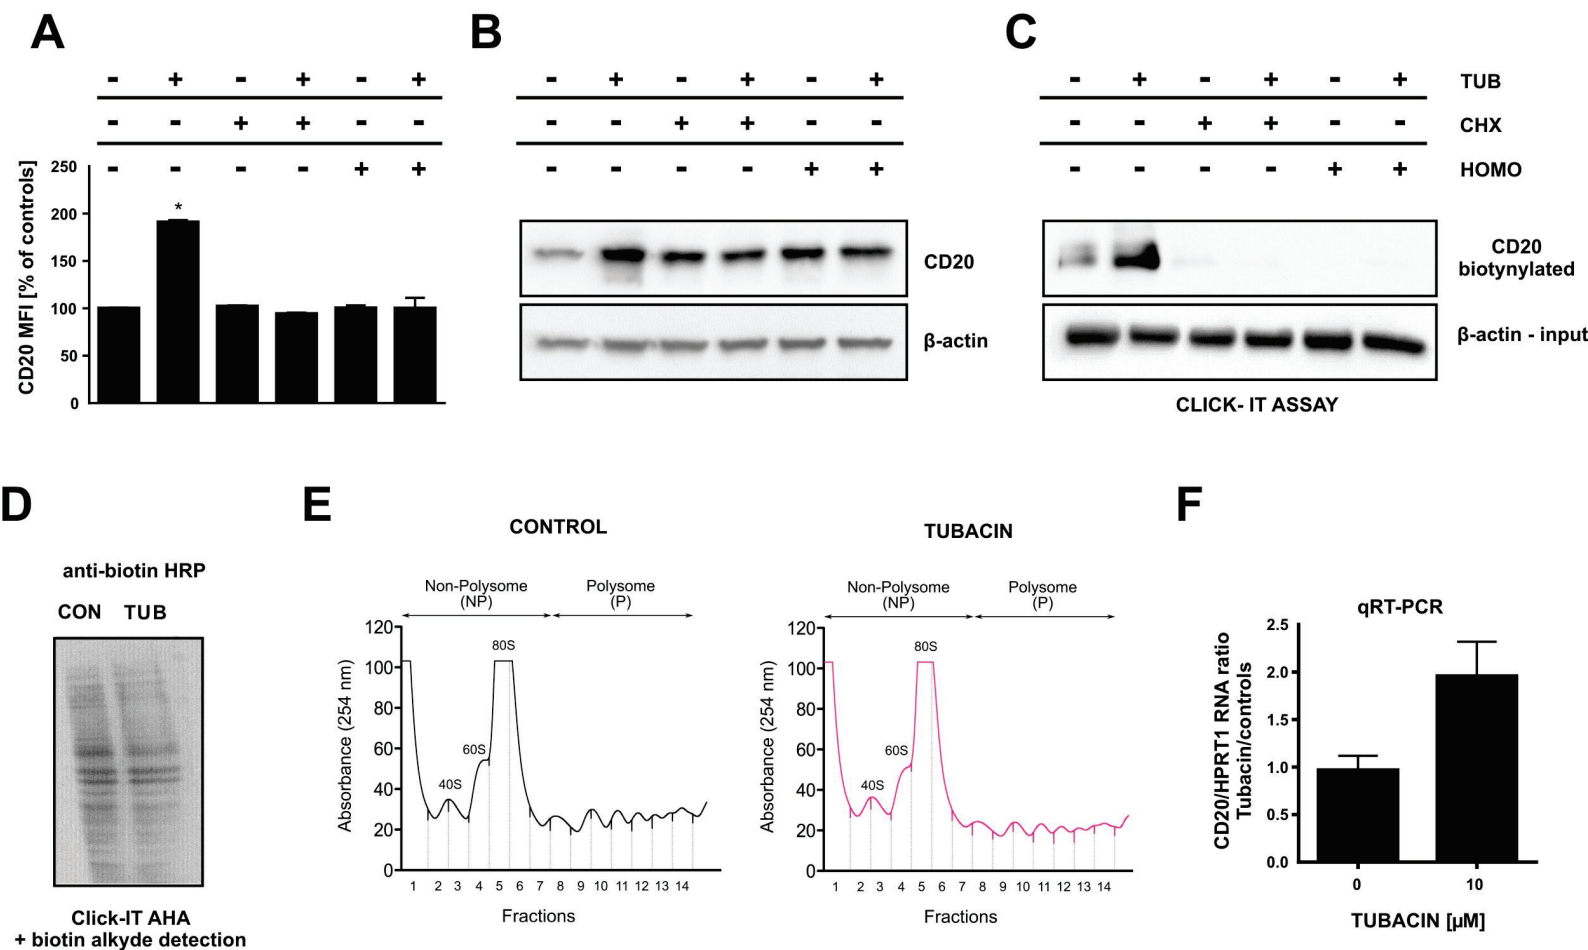 A
B
C
- + - + - +
- + - + - +
- + - + - +
TUB
- - + + - -
- - + + - -
- - + + - -
CHX
- - - - + +
- - - - + +
- - - - + +
HOMO
CD20 MFI [% of controls]
250
200
150
100
50
0
*
CD20
β-actin
CD20
biotynylated
β-actin - input
CLICK- IT ASSAY
D
anti-biotin HRP
CON TUB
Click-IT AHA
+ biotin alkyde detection
E
CONTROL
Non-Polysome
(NP)
Polysome
(P)
Absorbance (254 nm)
120
100
80
60
40
20
0
40S
60S
80S
1 2 3 4 5 6 7 8 9 10 11 12 13 14
Fractions
TUBACIN
Non-Polysome
(NP)
Polysome
(P)
Absorbance (254 nm)
120
100
80
60
40
20
0
40S
60S
80S
1 2 3 4 5 6 7 8 9 10 11 12 13 14
Fractions
F
qRT-PCR
CD20/HPRT1 RNA ratio
Tubacin/controls
2.5
2.0
1.5
1.0
0.5
0.0
0 10
TUBACIN [µM]